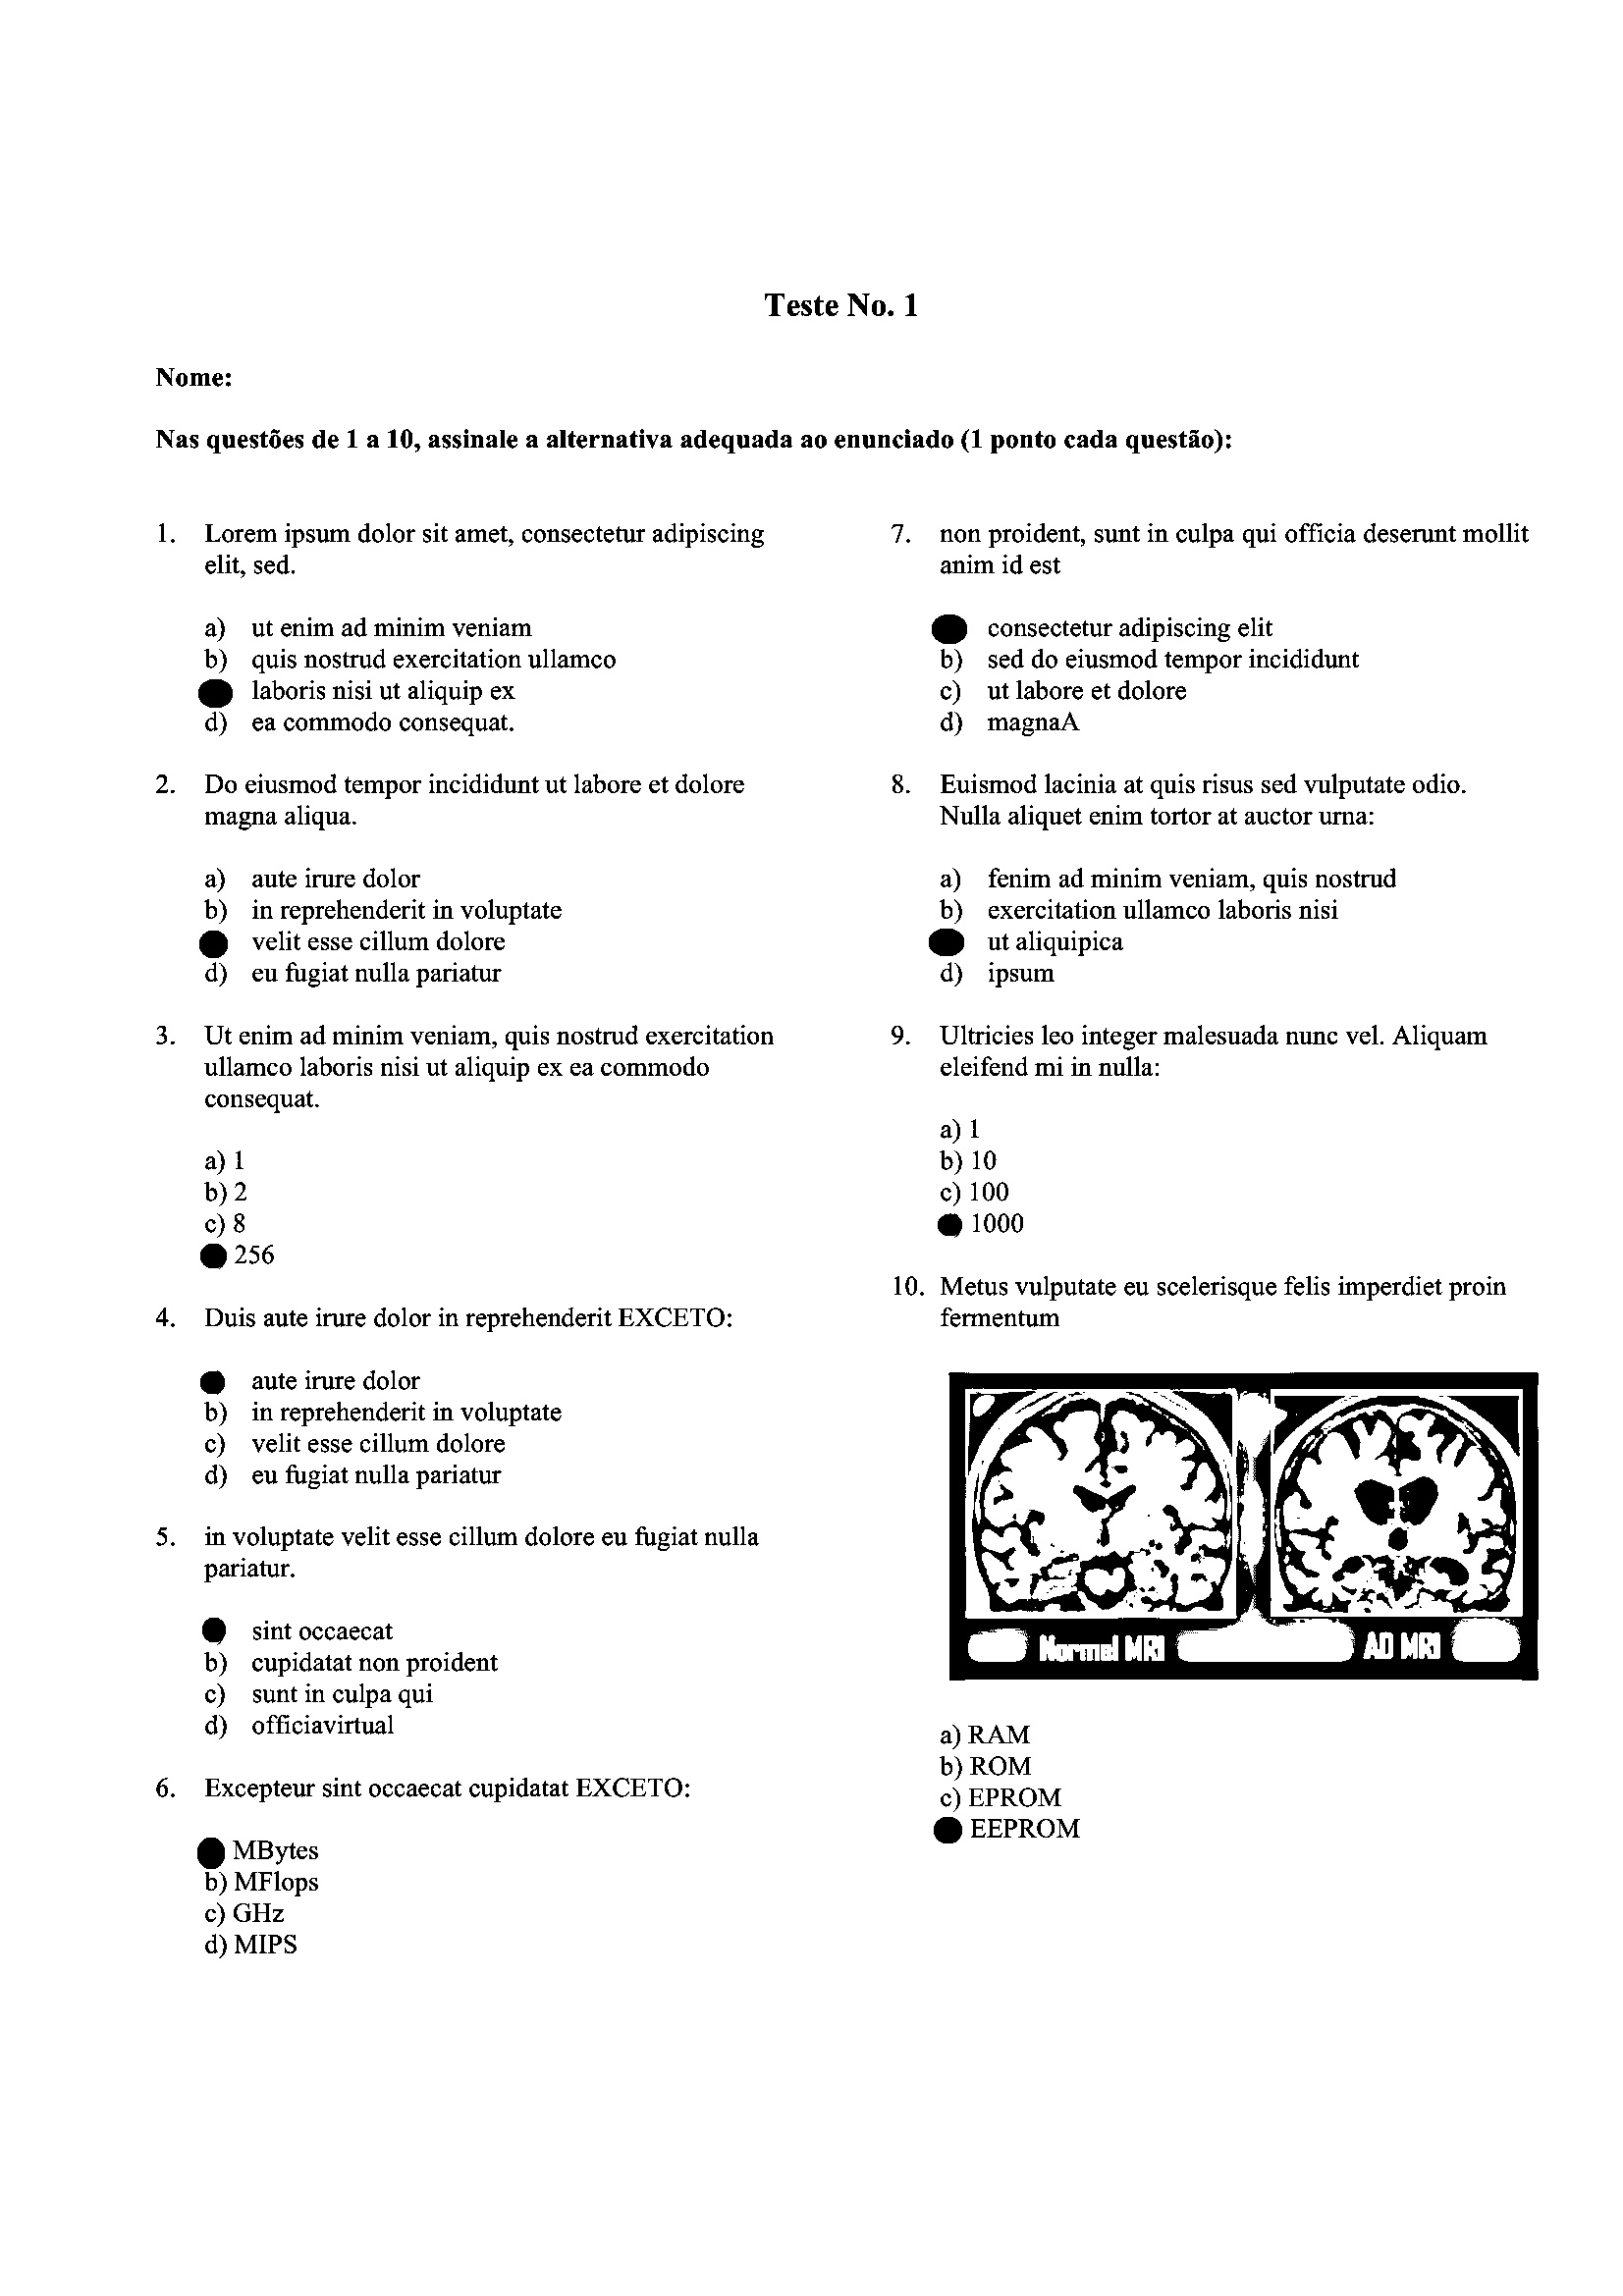 Teste No. 1
Nome:
Nas questões de 1 a 10, assinale a alternativa adequada ao enunciado (1 ponto cada questão):
1. Lorem ipsum dolor sit amet, consectetur adipiscing
elit, sed.
a) ut enim ad minim veniam
b) quis nostrud exercitation ullamco
laboris nisi ut aliquip ex
d) ea commodo consequat.
2. Do eiusmod tempor incididunt ut labore et dolore
magna aliqua.
a) aute irure dolor
b) in reprehenderit in voluptate
velit esse cillum dolore
d) eu fugiat nulla pariatur
3. Ut enim ad minim veniam, quis nostrud exercitation
ullamco laboris nisi ut aliquip ex ea commodo
consequat.
a) 1
b) 2
c) 8
256
4. Duis aute irure dolor in reprehenderit EXCETO:
aute irure dolor
b) in reprehenderit in voluptate
c) velit esse cillum dolore
d) eu fugiat nulla pariatur
5. in voluptate velit esse cillum dolore eu fugiat nulla
pariatur.
sint occaecat
b) cupidatat non proident
c) sunt in culpa qui
d) officiavirtual
6. Excepteur sint occaecat cupidatat EXCETO:
MBytes
b) MFlops
c) GHz
d) MIPS
7. non proident, sunt in culpa qui officia deserunt mollit
anim id est
consectetur adipiscing elit
b) sed do eiusmod tempor incididunt
c) ut labore et dolore
d) magnaA
8. Euismod lacinia at quis risus sed vulputate odio.
Nulla aliquet enim tortor at auctor urna:
a) fenim ad minim veniam, quis nostrud
b) exercitation ullamco laboris nisi
ut aliquipica
d) ipsum
9. Ultricies leo integer malesuada nunc vel. Aliquam
eleifend mi in nulla:
a) 1
b) 10
c) 100
1000
10. Metus vulputate eu scelerisque felis imperdiet proin
fermentum
Normal MRI AD MRI
a) RAM
b) ROM
c) EPROM
EEPROM